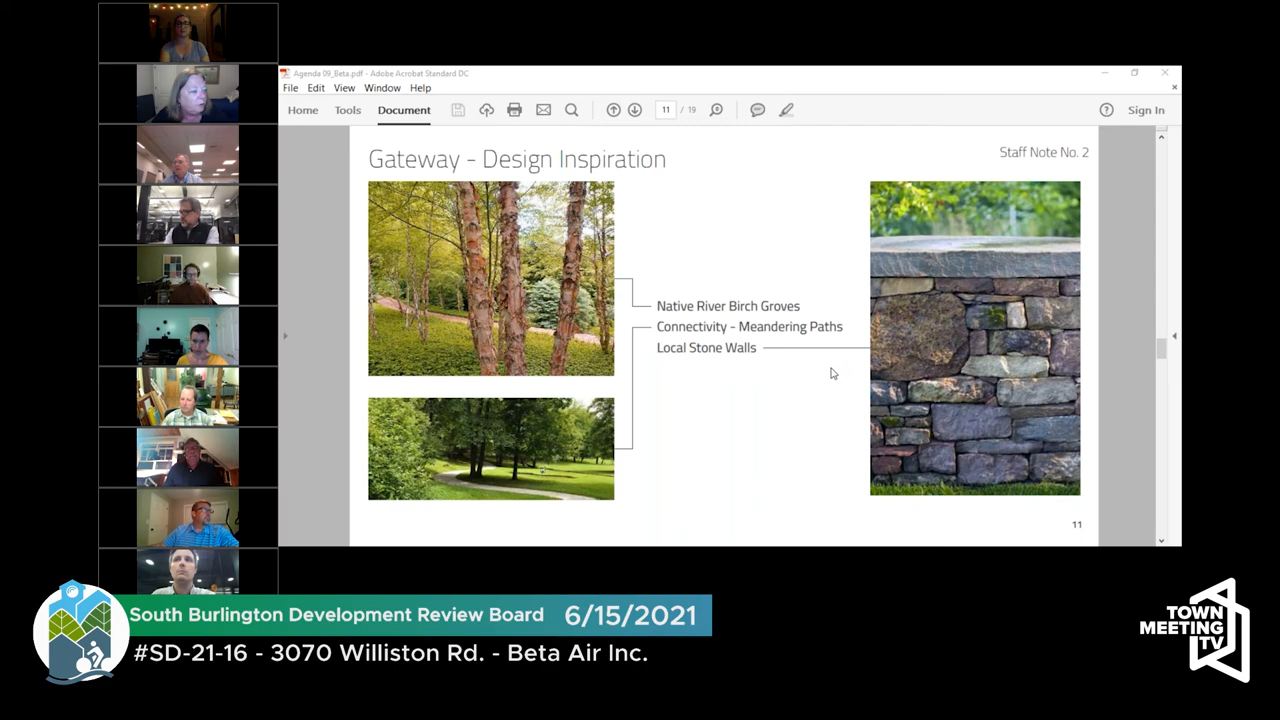 Agenda 09_Beta.pdf - Adobe Acrobat Standard DC
File Edit View Window Help
Home Tools Document 11 / 19 Sign In
Gateway - Design Inspiration
Staff Note No. 2
Native River Birch Groves
Connectivity - Meandering Paths
Local Stone Walls
11
South Burlington Development Review Board 6/15/2021
#SD-21-16 - 3070 Williston Rd. - Beta Air Inc.
TOWN
MEETING
TV